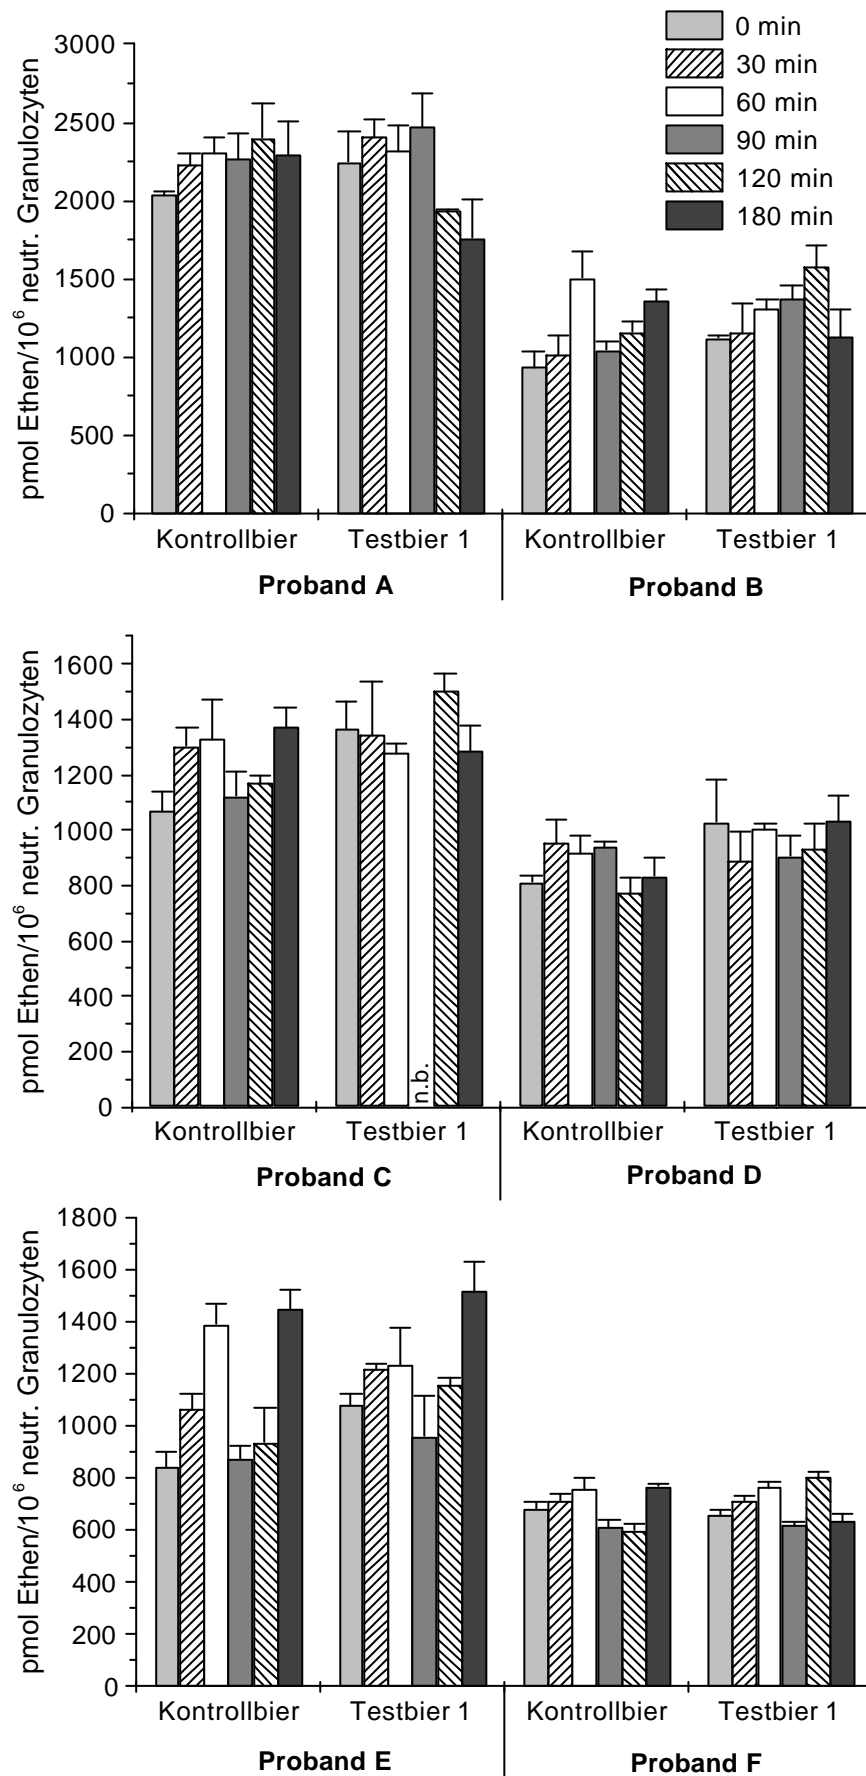 0 min
30 min
60 min
90 min
120 min
180 min
pmol Ethen/10⁶ neutr. Granulozyten
3000
2500
2000
1500
1000
500
0
Kontrollbier Testbier 1 Kontrollbier Testbier 1
Proband A Proband B
pmol Ethen/10⁶ neutr. Granulozyten
1600
1400
1200
1000
800
600
400
200
0
n.b.
Kontrollbier Testbier 1 Kontrollbier Testbier 1
Proband C Proband D
pmol Ethen/10⁶ neutr. Granulozyten
1800
1600
1400
1200
1000
800
600
400
200
0
Kontrollbier Testbier 1 Kontrollbier Testbier 1
Proband E Proband F